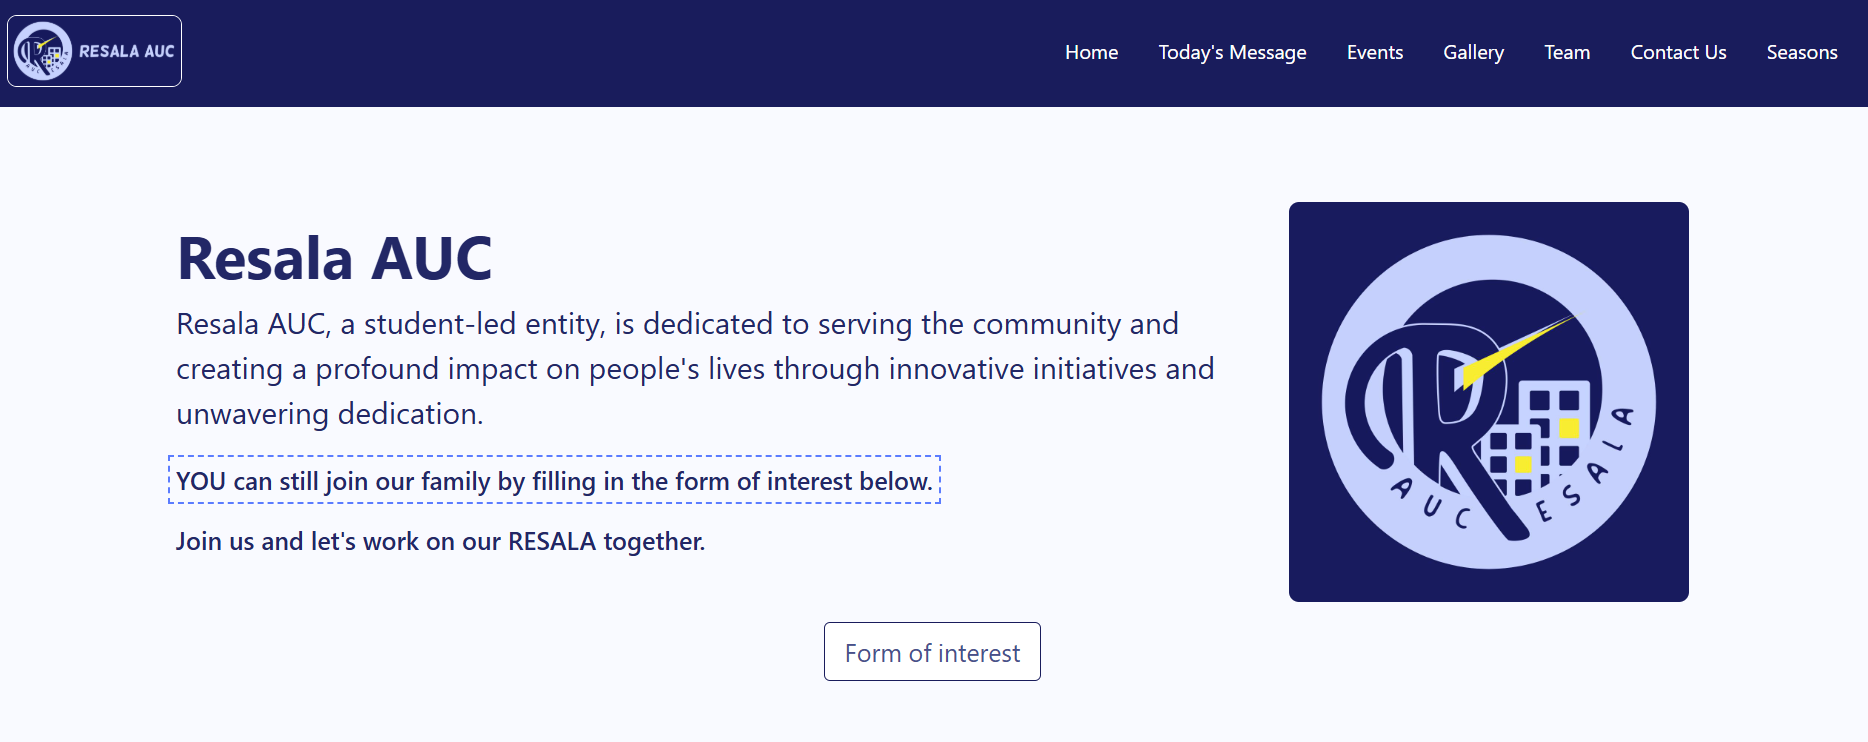 RESALA AUC
Home Today's Message Events Gallery Team Contact Us Seasons
Resala AUC
Resala AUC, a student-led entity, is dedicated to serving the community and
creating a profound impact on people's lives through innovative initiatives and
unwavering dedication.
YOU can still join our family by filling in the form of interest below.
Join us and let's work on our RESALA together.
AUC RESALA
Form of interest